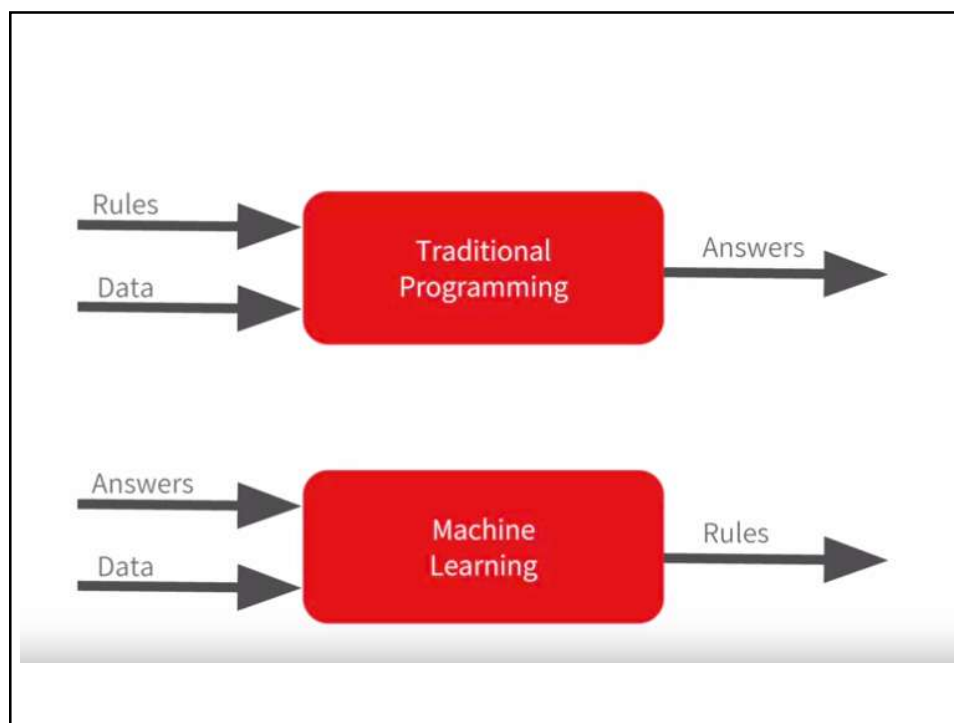 Rules
Data
Traditional
Programming
Answers
Answers
Data
Machine
Learning
Rules